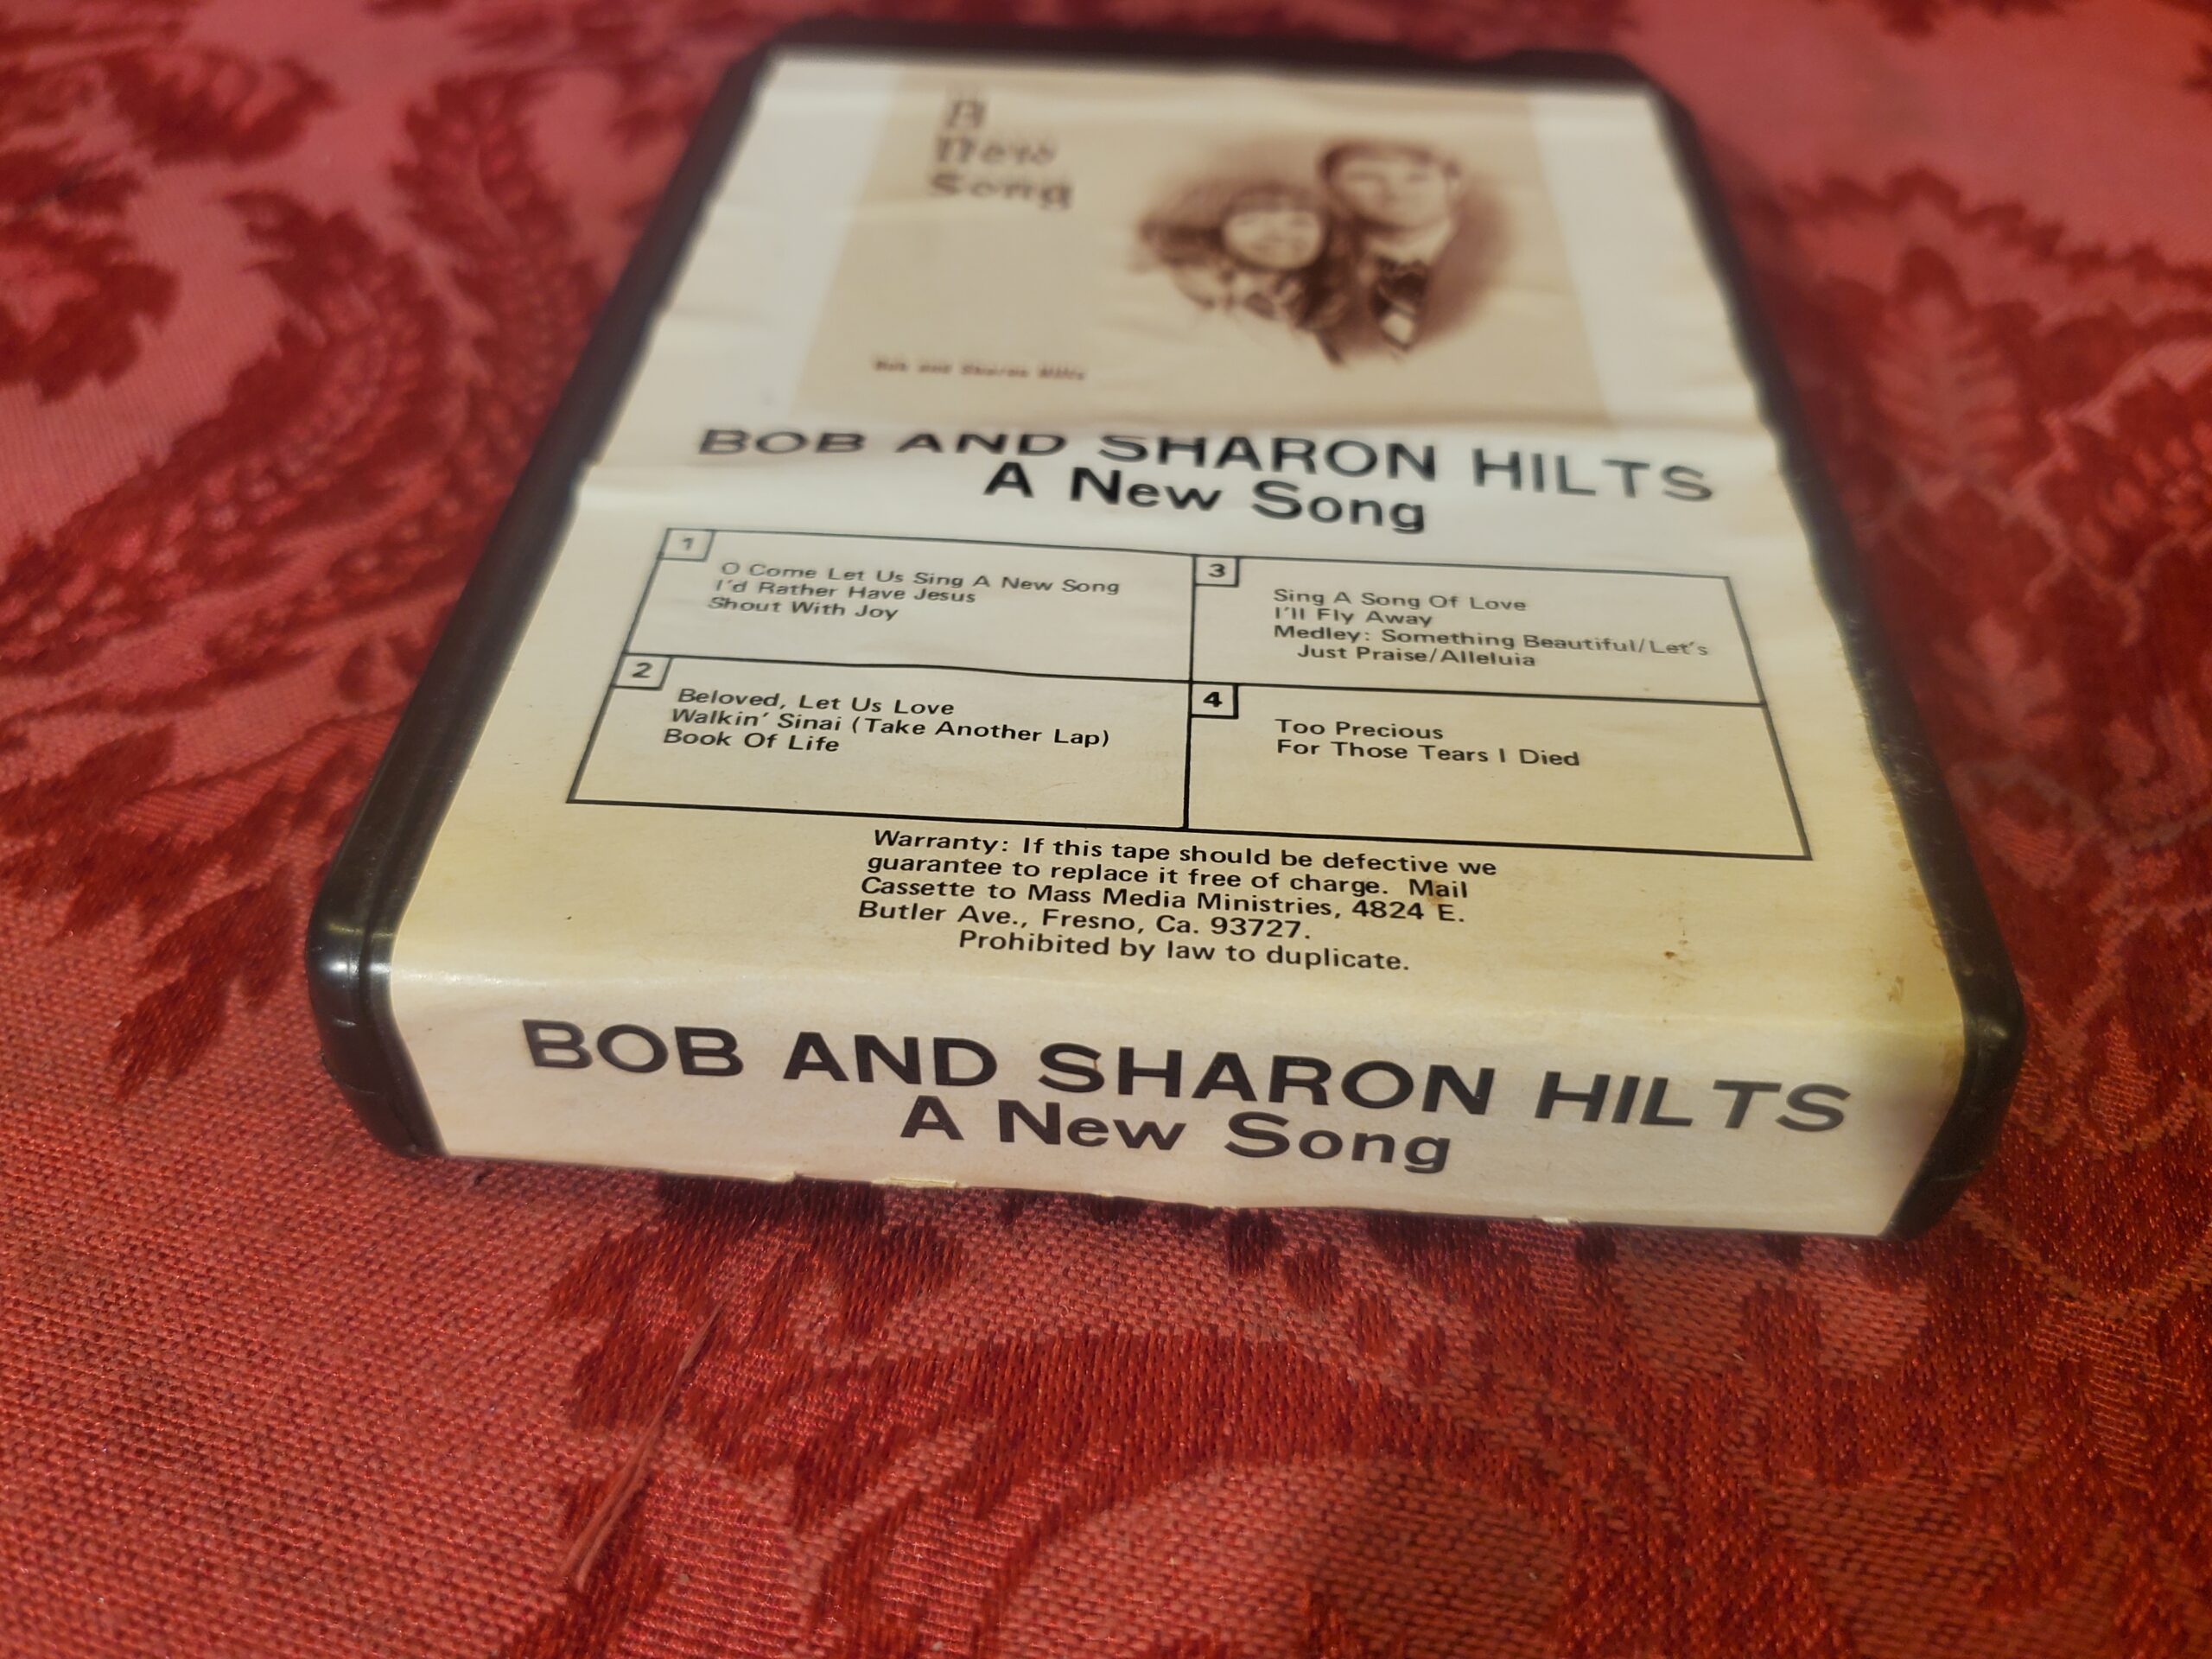 A
New
Song
Bob and Sharon Hilts
BOB AND SHARON HILTS
A New Song
1
O Come Let Us Sing A New Song
I'd Rather Have Jesus
Shout With Joy
2
Beloved, Let Us Love
Walkin' Sinai (Take Another Lap)
Book Of Life
3
Sing A Song Of Love
I'll Fly Away
Medley: Something Beautiful/Let's
Just Praise/Alleluia
4
Too Precious
For Those Tears I Died
Warranty: If this tape should be defective we
guarantee to replace it free of charge. Mail
Cassette to Mass Media Ministries, 4824 E.
Butler Ave., Fresno, Ca. 93727.
Prohibited by law to duplicate.
BOB AND SHARON HILTS
A New Song